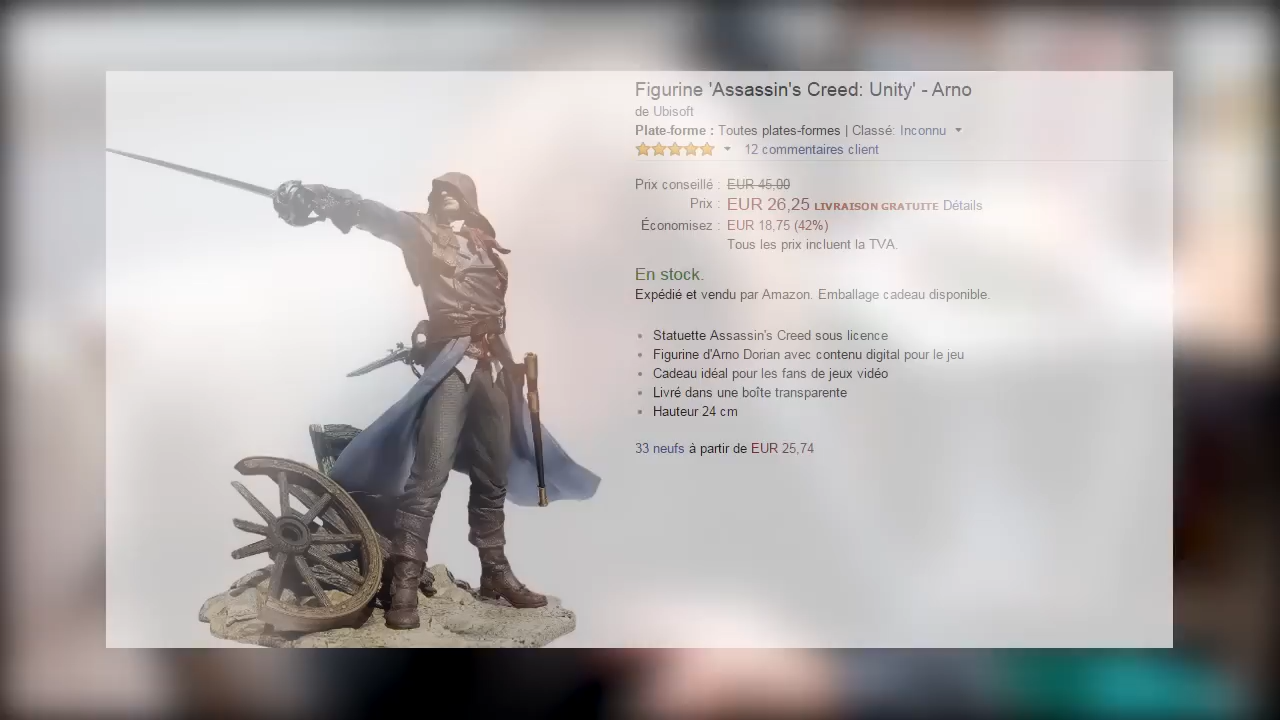 Figurine 'Assassin's Creed: Unity' - Arno
de Ubisoft
Plate-forme : Toutes plates-formes | Classé: Inconnu
12 commentaires client
Prix conseillé : EUR 45,00
Prix : EUR 26,25 LIVRAISON GRATUITE Détails
Économisez : EUR 18,75 (42%)
Tous les prix incluent la TVA.
En stock.
Expédié et vendu par Amazon. Emballage cadeau disponible.
Statuette Assassin's Creed sous licence
Figurine d'Arno Dorian avec contenu digital pour le jeu
Cadeau idéal pour les fans de jeux vidéo
Livré dans une boîte transparente
Hauteur 24 cm
33 neufs à partir de EUR 25,74